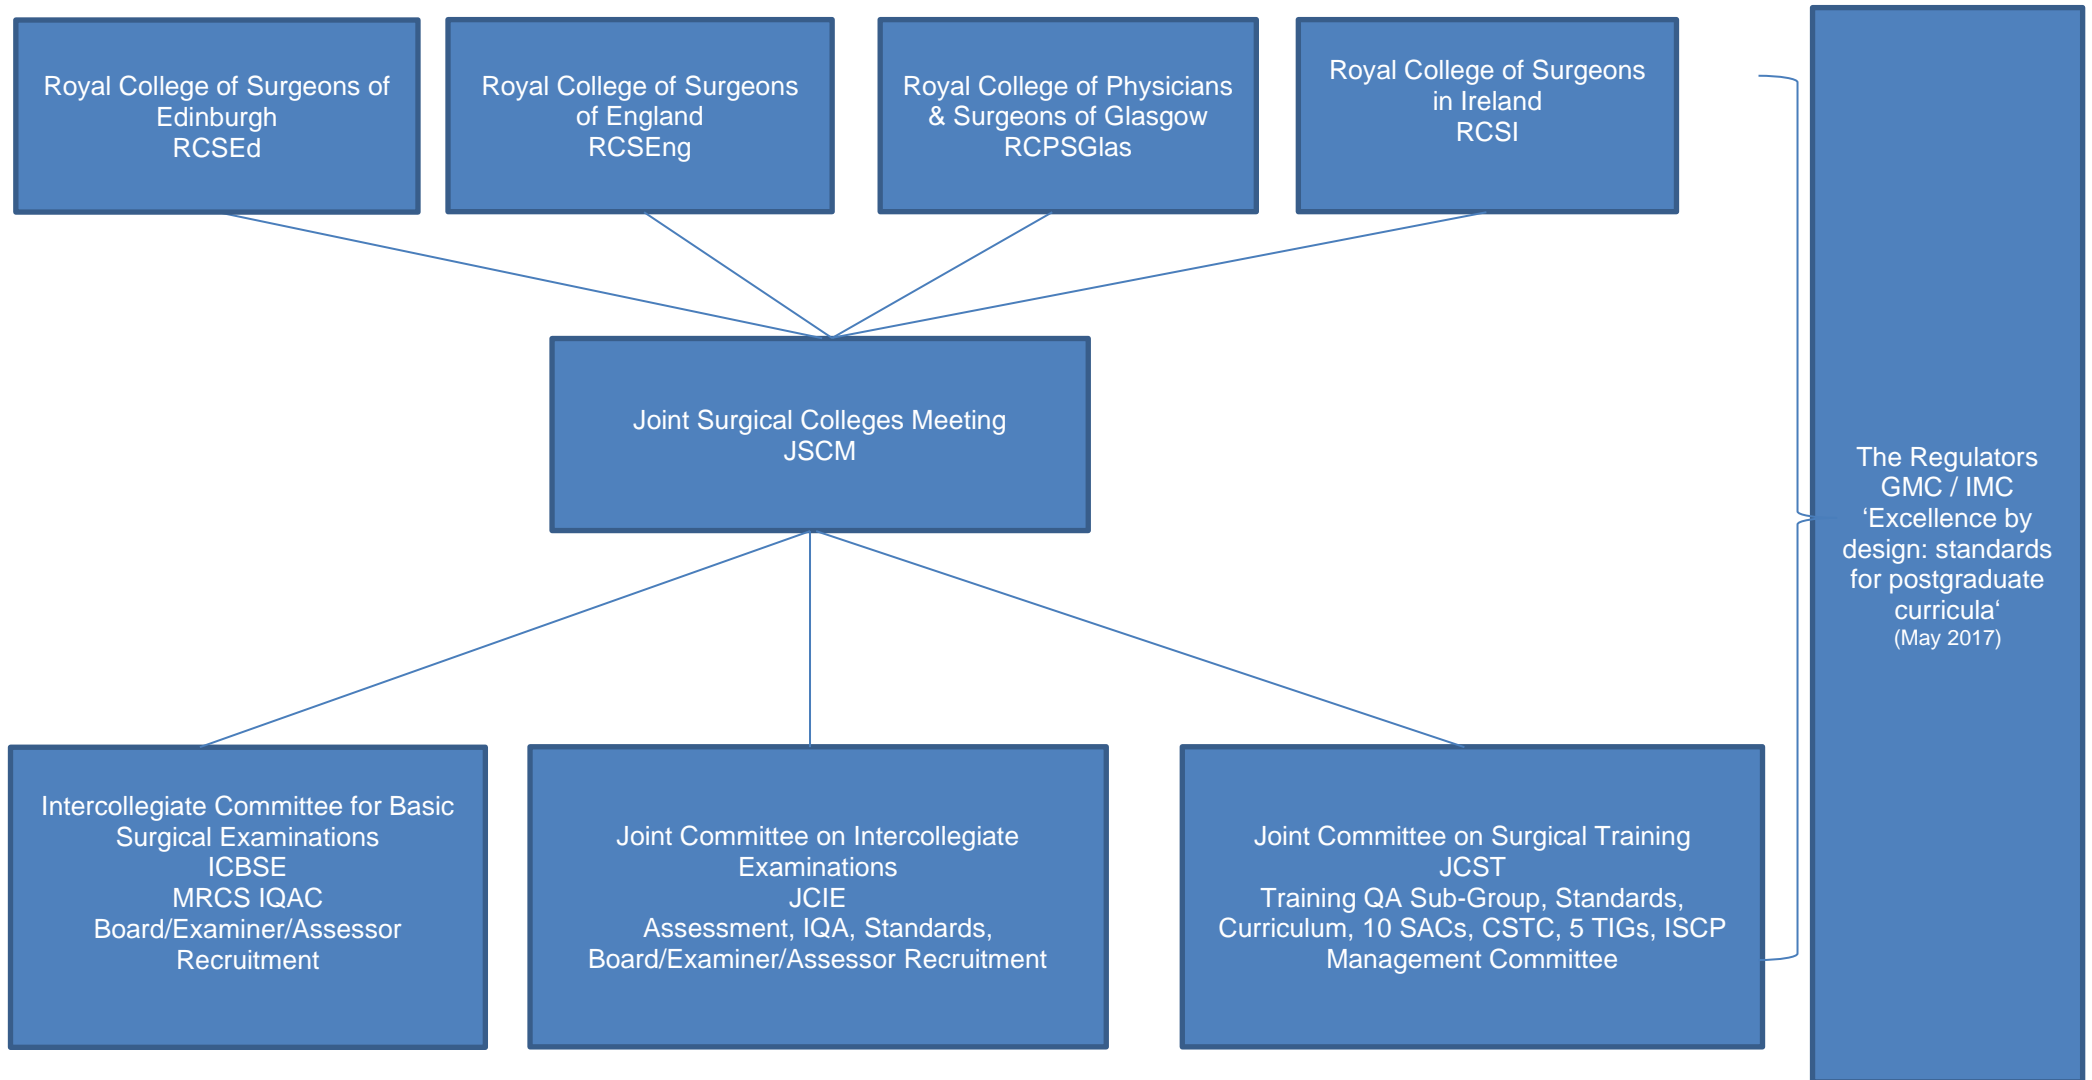 Royal College of Surgeons of
Edinburgh
RCSEd
Royal College of Surgeons
of England
RCSEng
Royal College of Physicians
& Surgeons of Glasgow
RCPSGlas
Royal College of Surgeons
in Ireland
RCSI
Joint Surgical Colleges Meeting
JSCM
The Regulators
GMC / IMC
‘Excellence by
design: standards
for postgraduate
curricula‘
(May 2017)
Intercollegiate Committee for Basic
Surgical Examinations
ICBSE
MRCS IQAC
Board/Examiner/Assessor
Recruitment
Joint Committee on Intercollegiate
Examinations
JCIE
Assessment, IQA, Standards,
Board/Examiner/Assessor Recruitment
Joint Committee on Surgical Training
JCST
Training QA Sub-Group, Standards,
Curriculum, 10 SACs, CSTC, 5 TIGs, ISCP
Management Committee